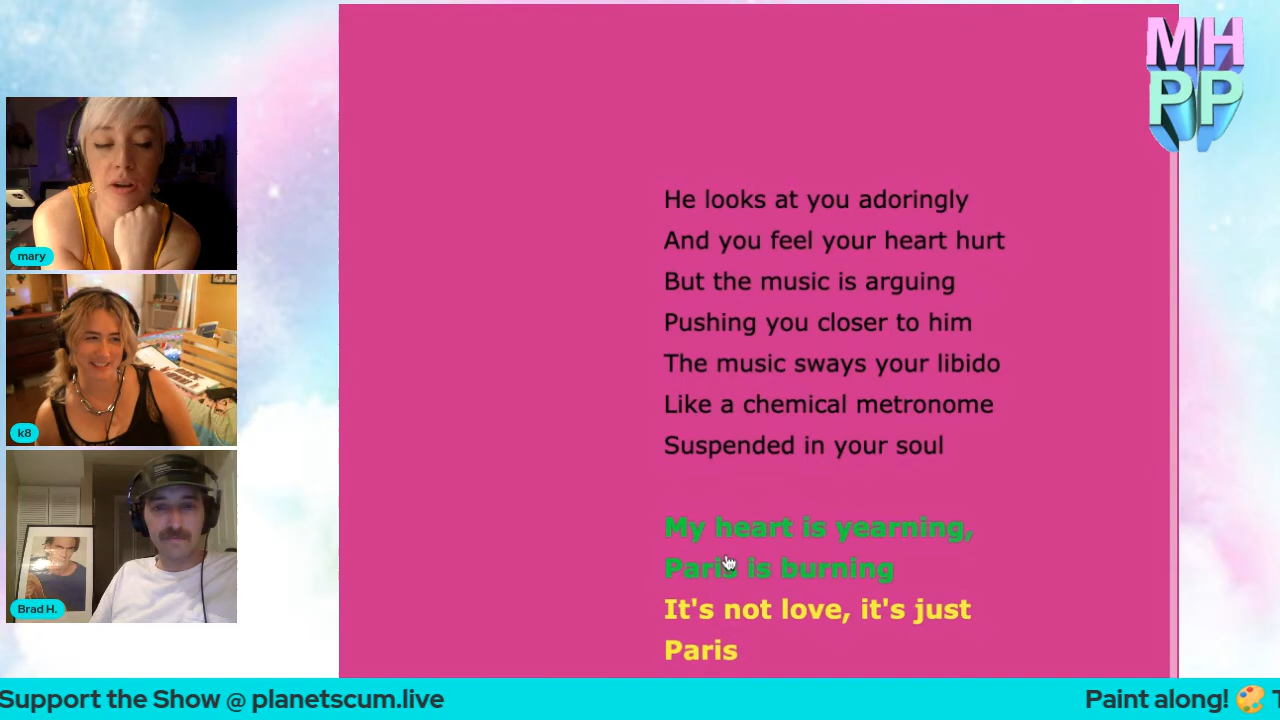 MH
PP
mary
k8
Brad H.
He looks at you adoringly
And you feel your heart hurt
But the music is arguing
Pushing you closer to him
The music sways your libido
Like a chemical metronome
Suspended in your soul
My heart is yearning,
Paris is burning
It's not love, it's just
Paris
Support the Show @ planetscum.live
Paint along! 🎨 T